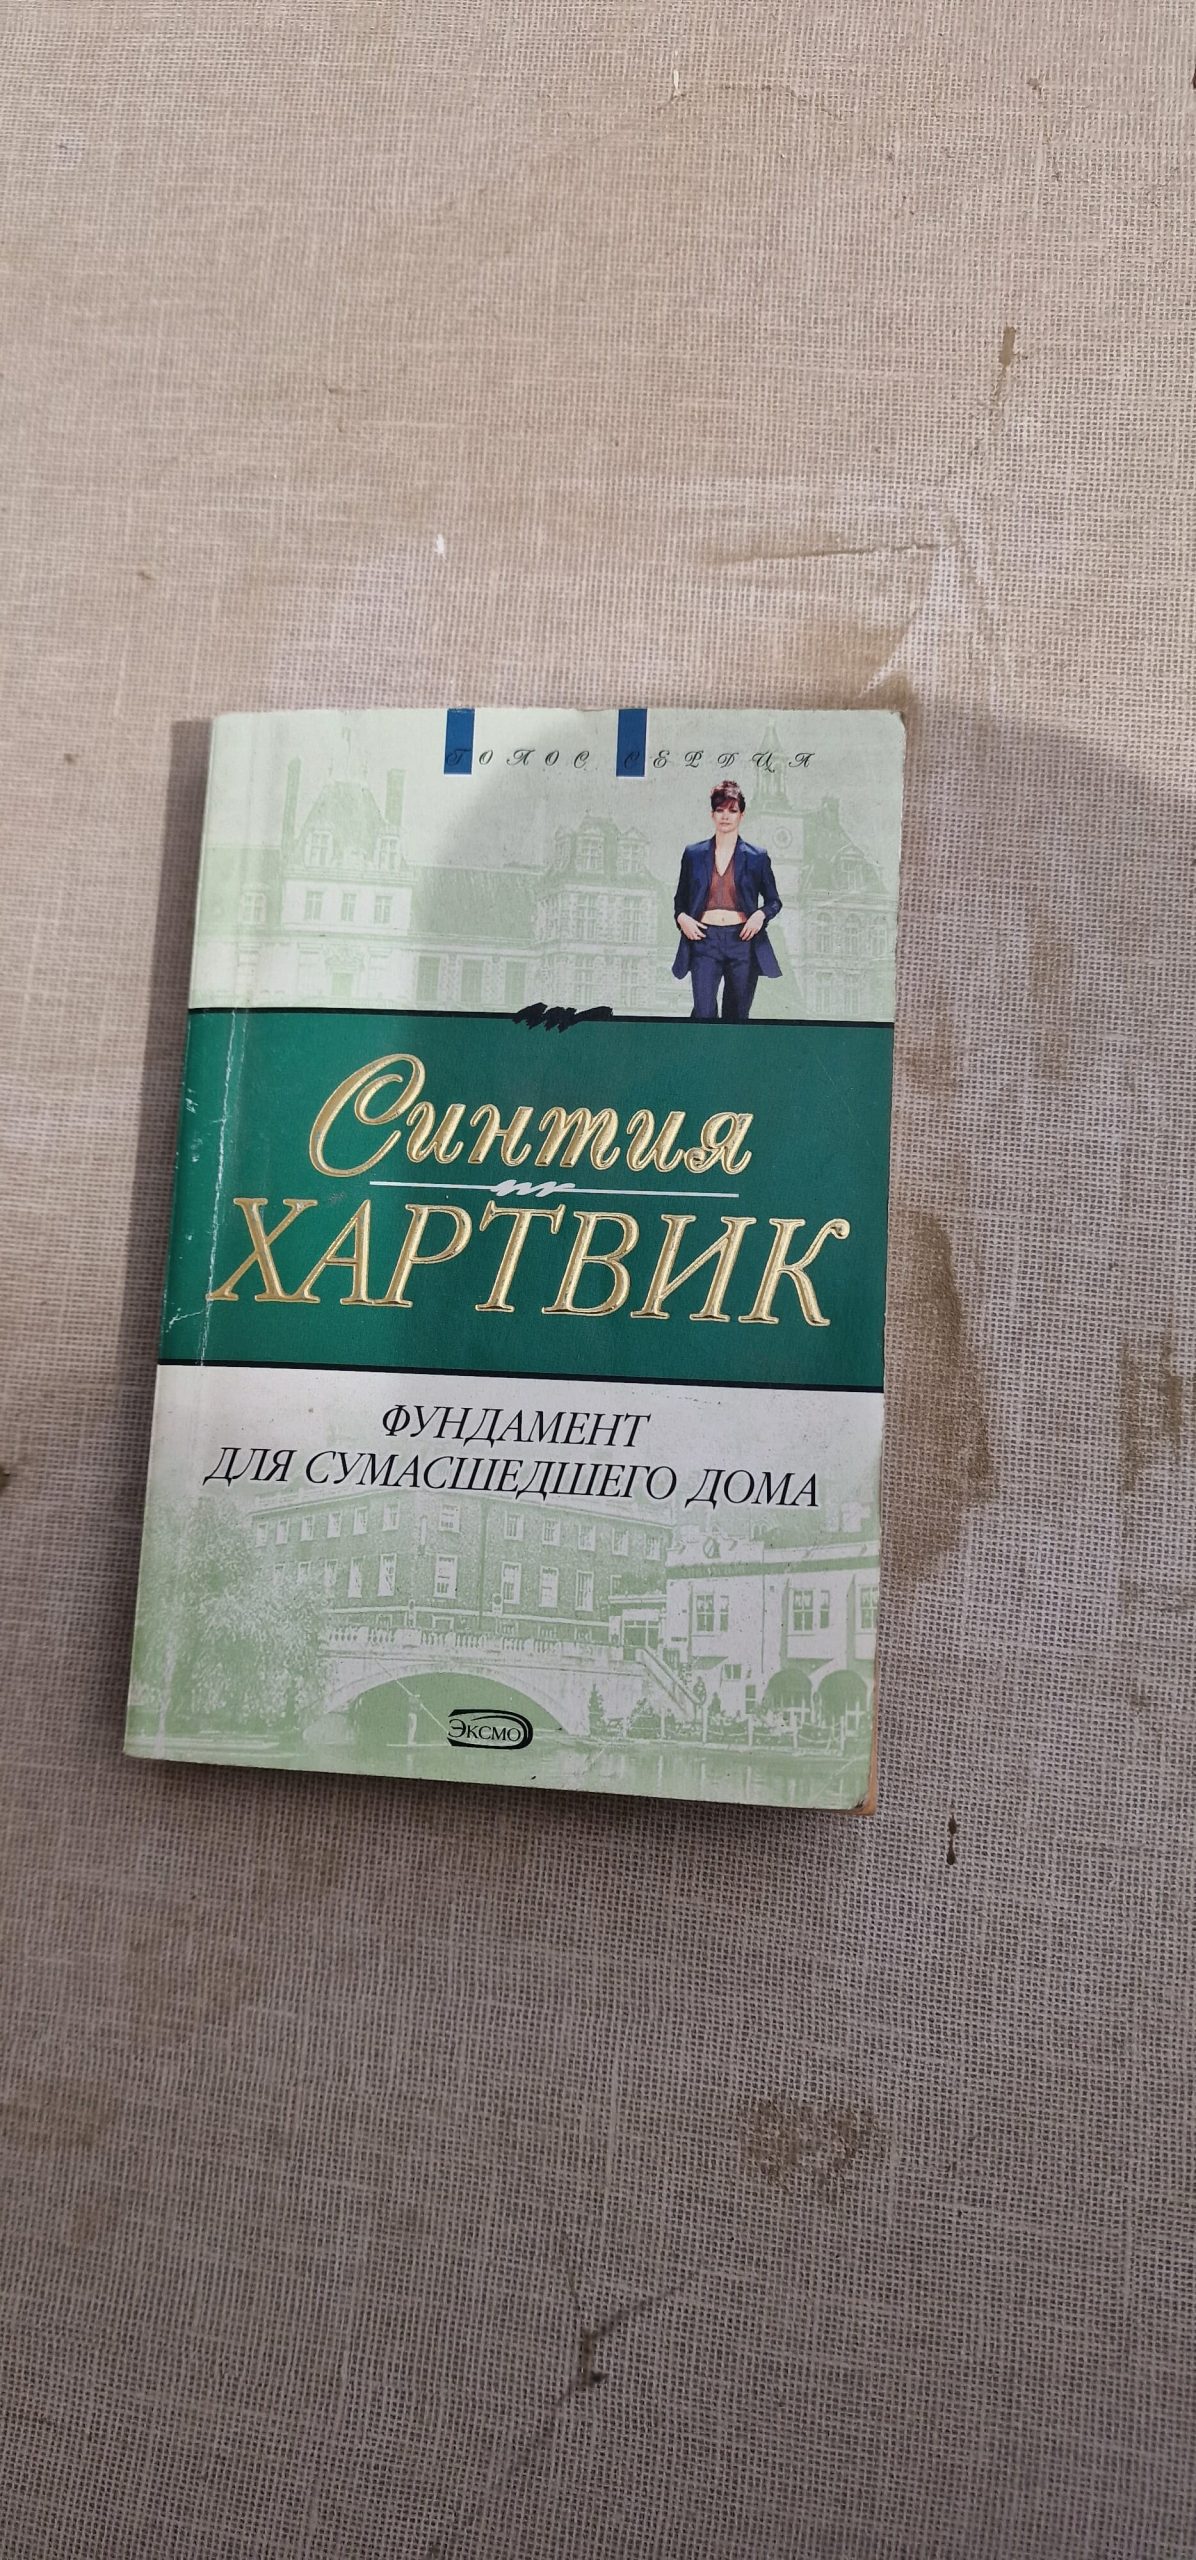 ГОЛОС СЕРДЦА
Синтия
ХАРТВИК
ФУНДАМЕНТ
ДЛЯ СУМАСШЕДШЕГО ДОМА
ЭКСМО